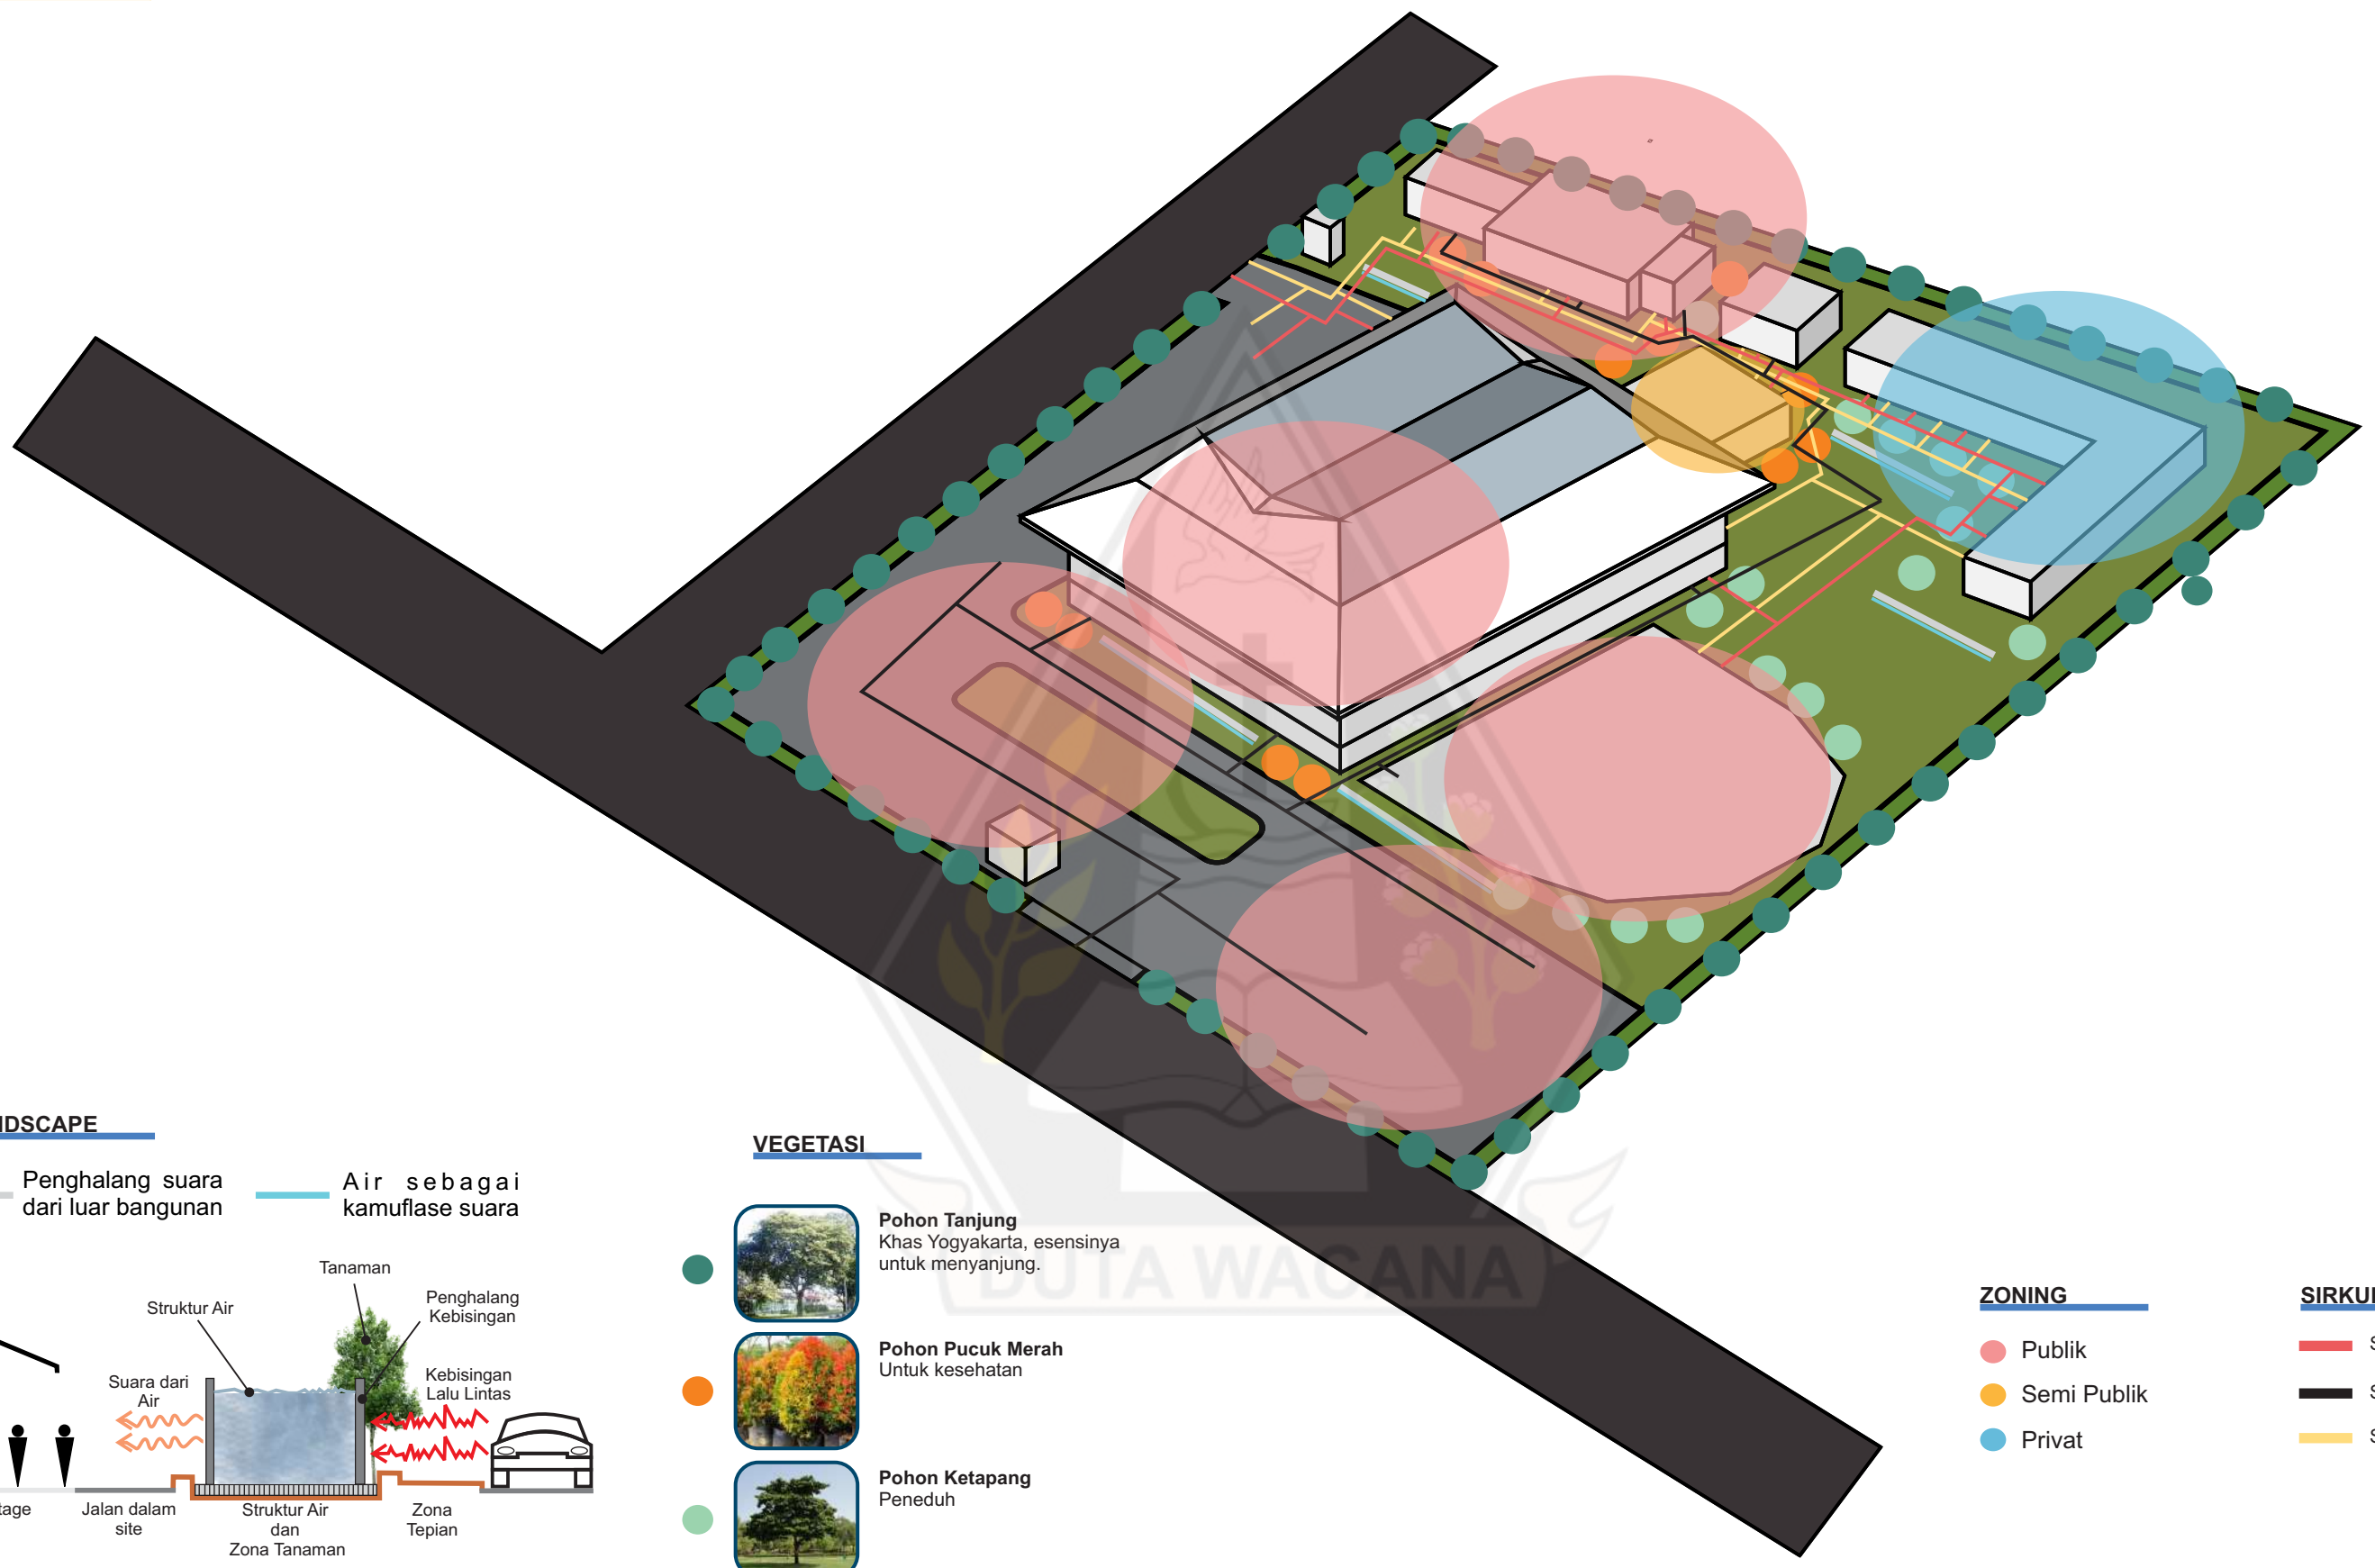 NDSCAPE
Penghalang suara
dari luar bangunan
Air sebagai
kamuflase suara
Tanaman
Struktur Air
Penghalang
Kebisingan
Suara dari
Air
Kebisingan
Lalu Lintas
tage
Jalan dalam
site
Struktur Air
dan
Zona Tanaman
Zona
Tepian
VEGETASI
Pohon Tanjung
Khas Yogyakarta, esensinya
untuk menyanjung.
Pohon Pucuk Merah
Untuk kesehatan
Pohon Ketapang
Peneduh
DUTA WACANA
ZONING
Publik
Semi Publik
Privat
SIRKU
S
S
S